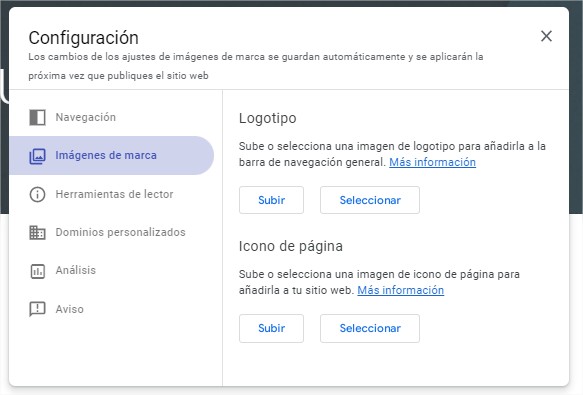 Configuración
Los cambios de los ajustes de imágenes de marca se guardan automáticamente y se aplicarán la
próxima vez que publiques el sitio web
Navegación
Imágenes de marca
Herramientas de lector
Dominios personalizados
Análisis
Aviso
Logotipo
Sube o selecciona una imagen de logotipo para añadirla a la
barra de navegación general. Más información
Subir
Seleccionar
Icono de página
Sube o selecciona una imagen de icono de página para
añadirla a tu sitio web. Más información
Subir
Seleccionar